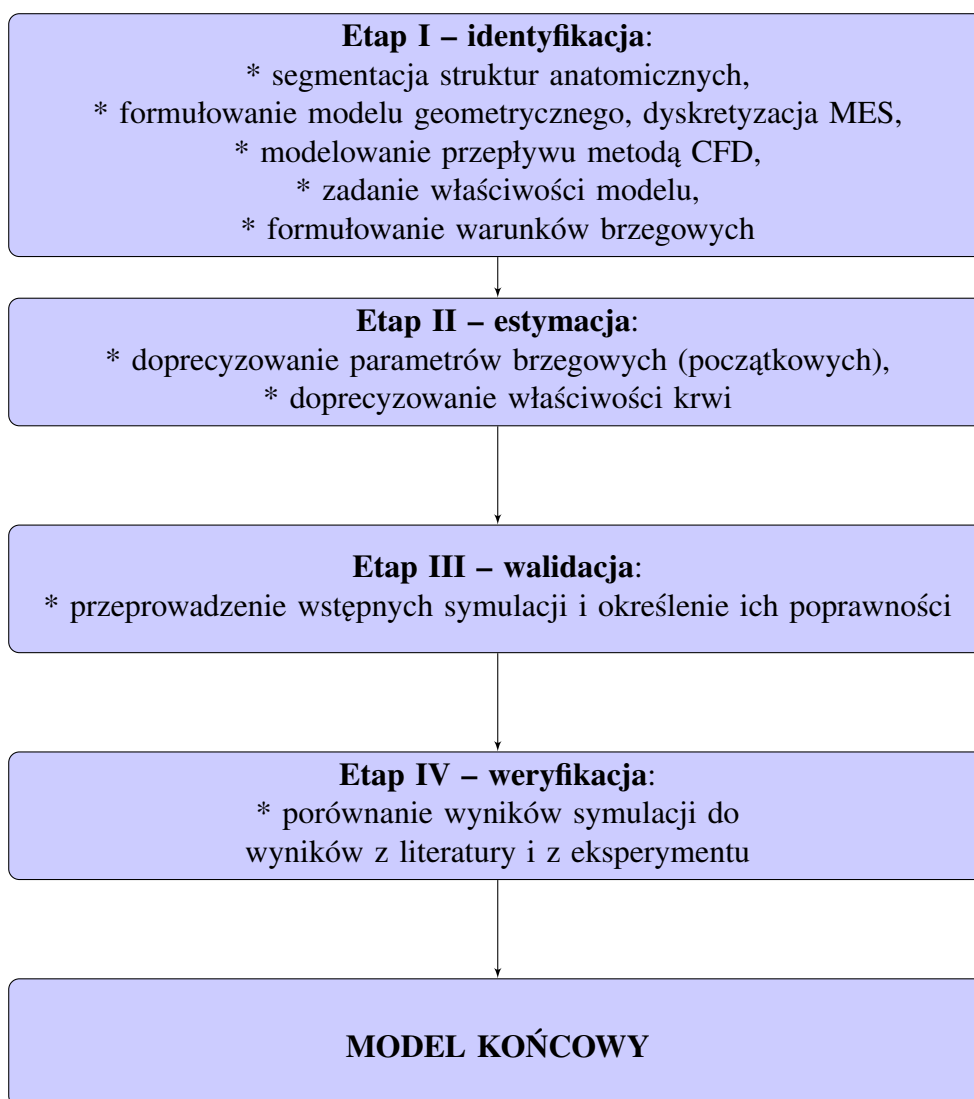 Etap I – identyfikacja:
* segmentacja struktur anatomicznych,
* formułowanie modelu geometrycznego, dyskretyzacja MES,
* modelowanie przepływu metodą CFD,
* zadanie właściwości modelu,
* formułowanie warunków brzegowych
Etap II – estymacja:
* doprecyzowanie parametrów brzegowych (początkowych),
* doprecyzowanie właściwości krwi
Etap III – walidacja:
* przeprowadzenie wstępnych symulacji i określenie ich poprawności
Etap IV – weryfikacja:
* porównanie wyników symulacji do
wyników z literatury i z eksperymentu
MODEL KOŃCOWY